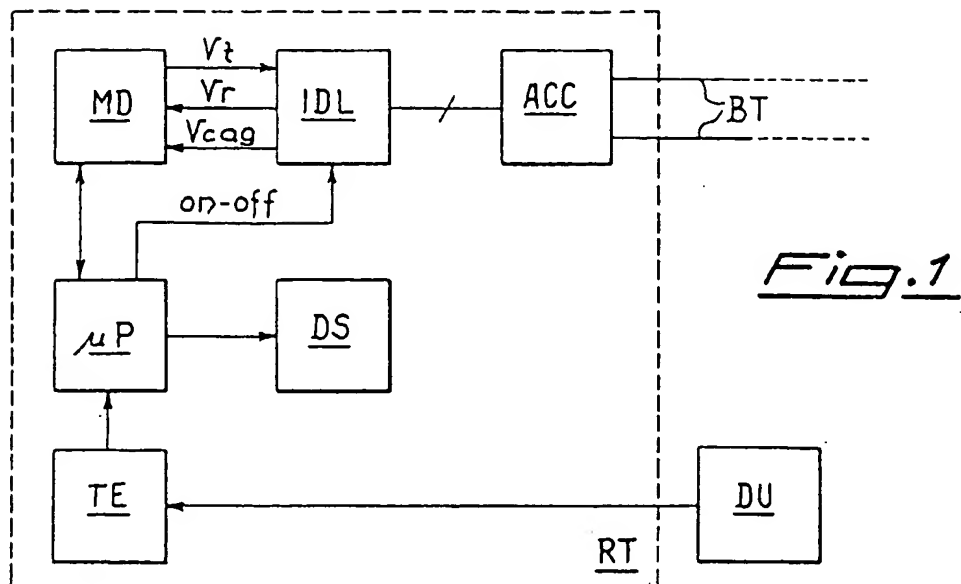 Vt
MD
Vr
IDL
ACC
BT
Vcag
on-off
Fig. 1
μP
DS
TE
DU
RT